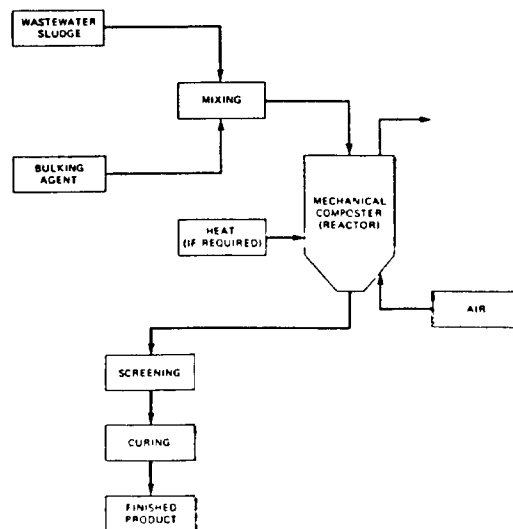 WASTEWATER
SLUDGE
MIXING
BULKING
AGENT
MECHANICAL
COMPOSTER
(REACTOR)
HEAT
(IF REQUIRED)
AIR
SCREENING
CURING
FINISHED
PRODUCT